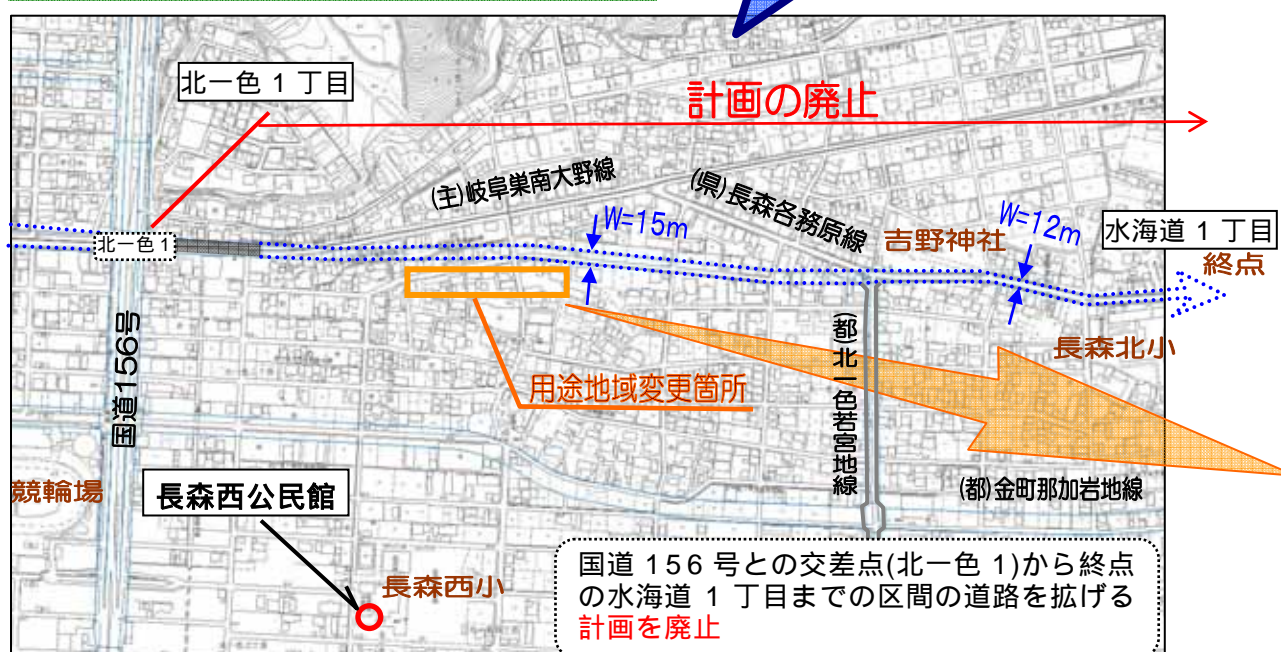 北一色 1 丁目
計画の廃止
(主)岐阜巣南大野線
(県)長森各務原線
W=15m
吉野神社
W=12m
水海道 1 丁目
終点
北一色 1
国道156号
(都)北一色若宮地線
長森北小
用途地域変更箇所
競輪場
長森西公民館
(都)金町那加岩地線
長森西小
国道 156 号との交差点(北一色 1)から終点
の水海道 1 丁目までの区間の道路を拡げる
計画を廃止